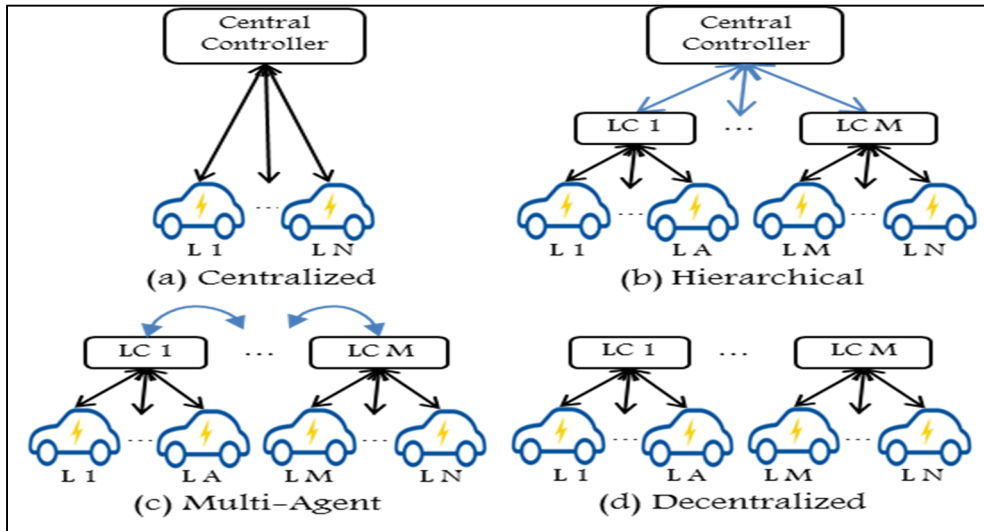 Central
Controller
L 1 ... L N
(a) Centralized
Central
Controller
LC 1 ... LC M
L 1 ... L A L M ... L N
(b) Hierarchical
LC 1 ... LC M
L 1 ... L A L M ... L N
(c) Multi-Agent
LC 1 ... LC M
L 1 ... L A L M ... L N
(d) Decentralized